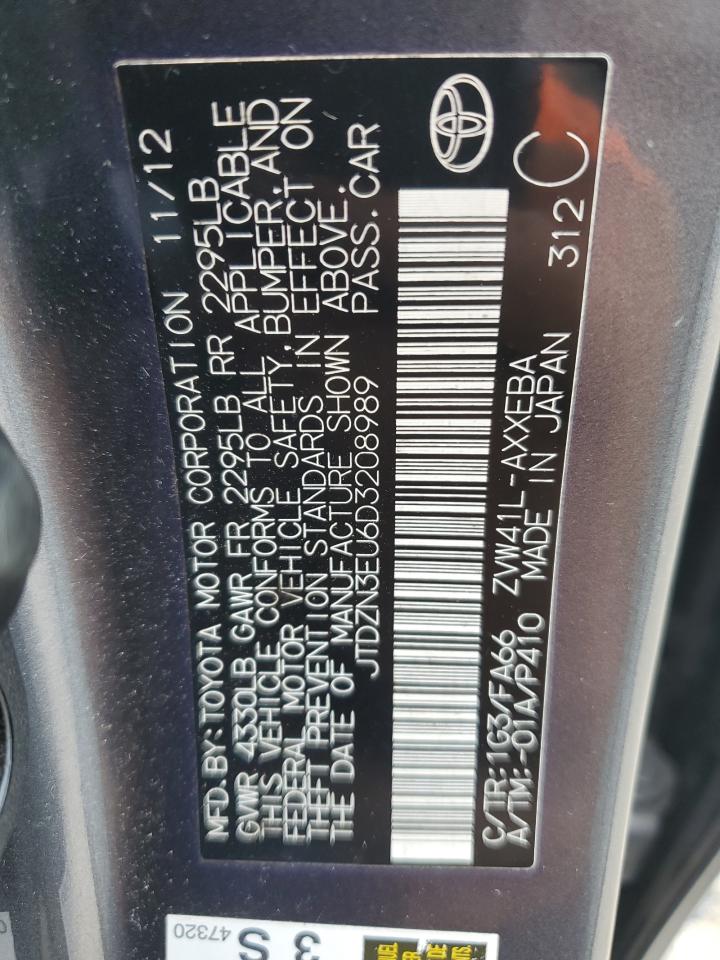 MFD.BY:TOYOTA MOTOR CORPORATION 11/12
GVWR 4330LB GAWR FR 2295LB RR 2295LB
THIS VEHICLE CONFORMS TO ALL APPLICABLE
FEDERAL MOTOR VEHICLE SAFETY,BUMPER,AND
THEFT PREVENTION STANDARDS IN EFFECT ON
THE DATE OF MANUFACTURE SHOWN ABOVE.
JTDZN3EU6D3208989 PASS.CAR
C/TR:1G3/FA66 ZVW41L-AXXEBA
A/TM:-01A/P410 MADE IN JAPAN 312 C
47320
3 S